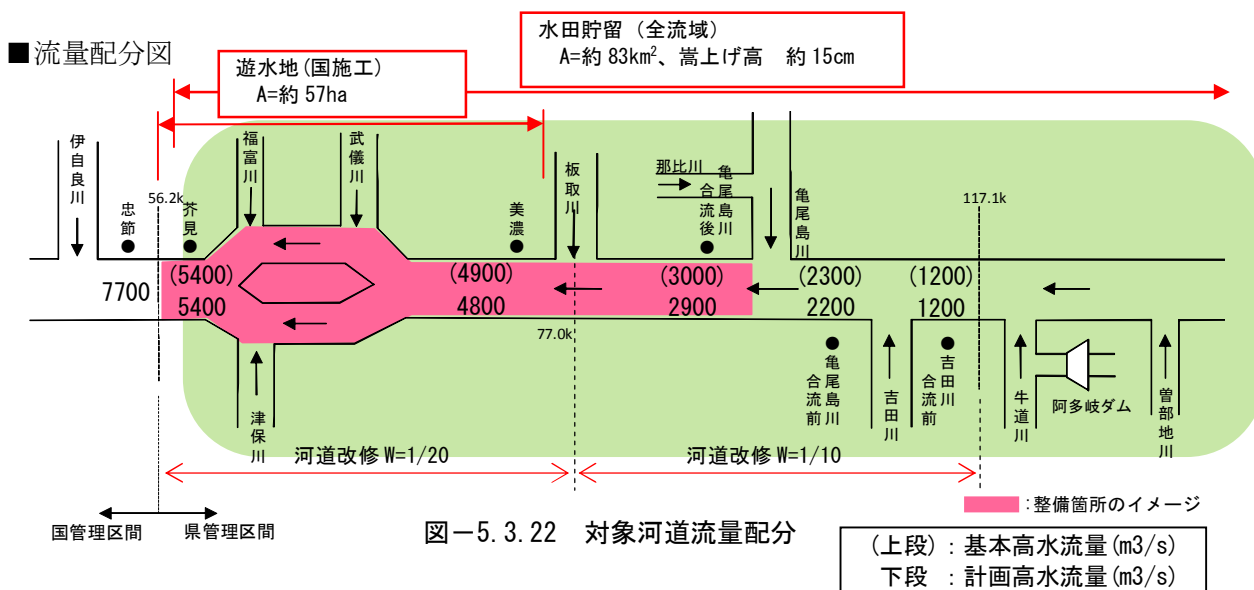 ■流量配分図
水田貯留(全流域)
A=約 83km²、嵩上げ高 約 15cm
遊水地(国施工)
A=約 57ha
伊自良川
忠節
56.2k
芥見
福富川
武儀川
美濃
板取川
那比川
亀尾島川
合流後
亀尾島川
117.1k
7700
(5400)
5400
(4900)
4800
(3000)
2900
(2300)
2200
(1200)
1200
77.0k
津保川
亀尾島川
合流前
吉田川
吉田川
合流前
牛道川
阿多岐ダム
曽部地川
河道改修 W=1/20
河道改修 W=1/10
国管理区間
県管理区間
:整備箇所のイメージ
図-5.3.22 対象河道流量配分
(上段):基本高水流量(m3/s)
下段 :計画高水流量(m3/s)